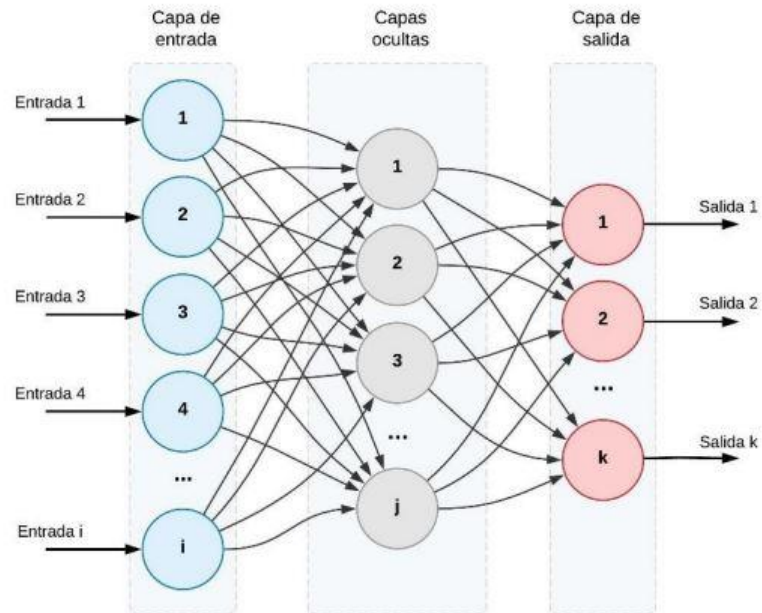 Capa de
entrada
Capas
ocultas
Capa de
salida
Entrada 1
Entrada 2
Entrada 3
Entrada 4
Entrada i
1
2
3
4
...
i
1
2
3
...
j
1
2
...
k
Salida 1
Salida 2
Salida k